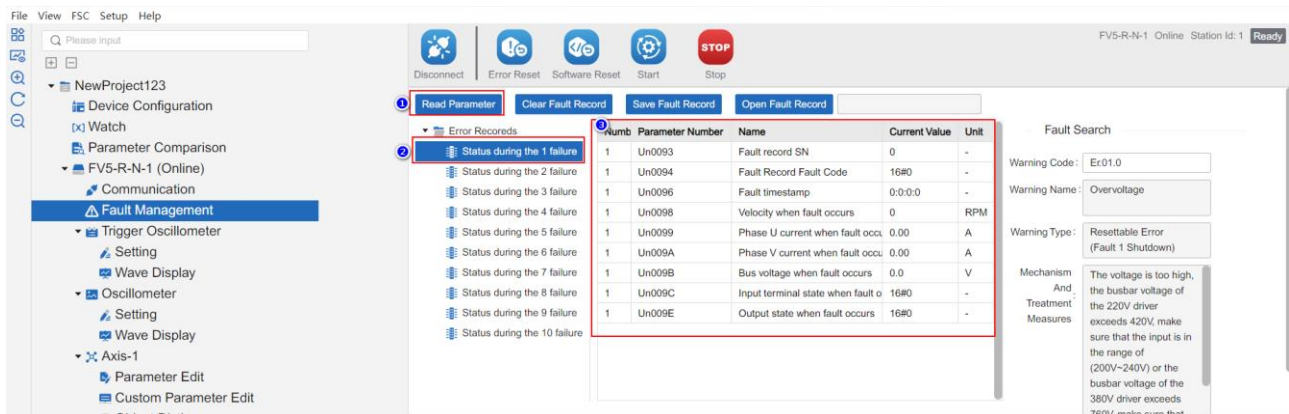 File View FSC Setup Help
Please input
NewProject123
Device Configuration
[x] Watch
Parameter Comparison
FV5-R-N-1 (Online)
Communication
Fault Management
Trigger Oscillometer
Setting
Wave Display
Oscillometer
Setting
Wave Display
Axis-1
Parameter Edit
Custom Parameter Edit
STOP
Disconnect Error Reset Software Reset Start Stop
FV5-R-N-1 Online Station Id: 1 Ready
1 Read Parameter Clear Fault Record Save Fault Record Open Fault Record
Error Recoreds
2 Status during the 1 failure
Status during the 2 failure
Status during the 3 failure
Status during the 4 failure
Status during the 5 failure
Status during the 6 failure
Status during the 7 failure
Status during the 8 failure
Status during the 9 failure
Status during the 10 failure
3 Numb Parameter Number Name Current Value Unit
1 Un0093 Fault record SN 0 -
1 Un0094 Fault Record Fault Code 16#0 -
1 Un0096 Fault timestamp 0:0:0:0 -
1 Un0098 Velocity when fault occurs 0 RPM
1 Un0099 Phase U current when fault occu 0.00 A
1 Un009A Phase V current when fault occu 0.00 A
1 Un009B Bus voltage when fault occurs 0.0 V
1 Un009C Input terminal state when fault o 16#0 -
1 Un009E Output state when fault occurs 16#0 -
Fault Search
Warning Code: Er.01.0
Warning Name: Overvoltage
Warning Type: Resettable Error
(Fault 1 Shutdown)
Mechanism
And
Treatment :
Measures
The voltage is too high,
the busbar voltage of
the 220V driver
exceeds 420V, make
sure that the input is in
the range of
(200V~240V) or the
busbar voltage of the
380V driver exceeds
760V, make sure that